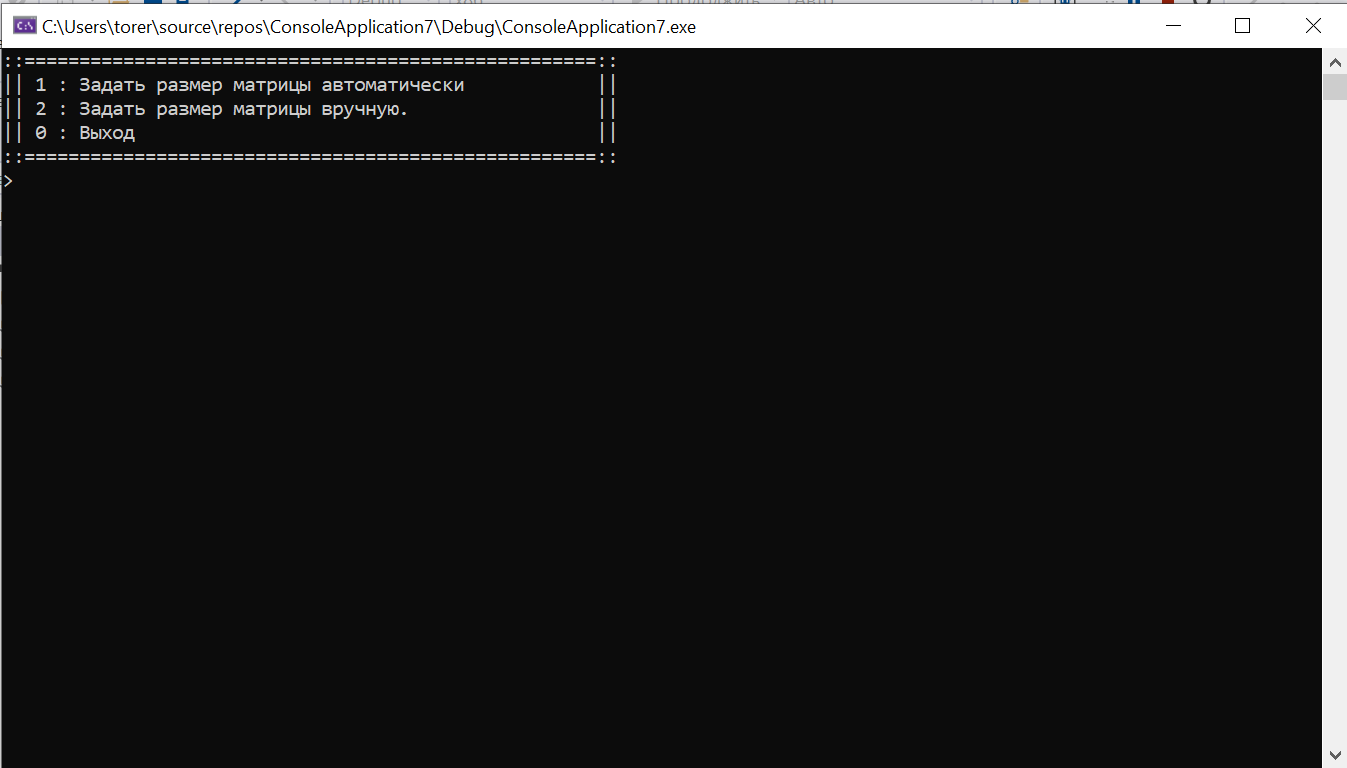 C:\Users\torer\source\repos\ConsoleApplication7\Debug\ConsoleApplication7.exe
::====================================================::
|| 1 : Задать размер матрицы автоматически            ||
|| 2 : Задать размер матрицы вручную.                 ||
|| 0 : Выход                                          ||
::====================================================::
>